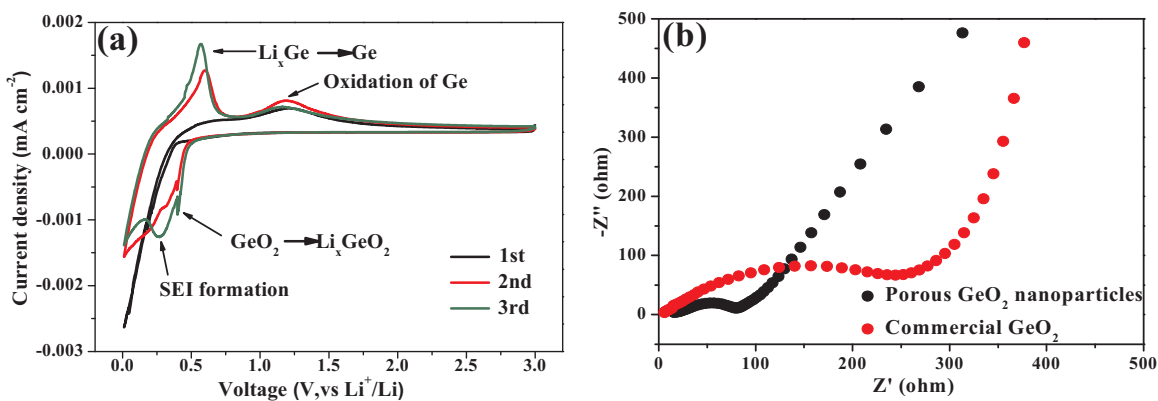 (a)
0.002
0.001
0.000
-0.001
-0.002
-0.003
Current density (mA cm⁻²)
LiₓGe → Ge
Oxidation of Ge
GeO₂ → LiₓGeO₂
SEI formation
1st
2nd
3rd
0.0 0.5 1.0 1.5 2.0 2.5 3.0
Voltage (V,vs Li⁺/Li)
(b)
500
400
300
200
100
0
-Z" (ohm)
Porous GeO₂ nanoparticles
Commercial GeO₂
0 100 200 300 400 500
Z' (ohm)